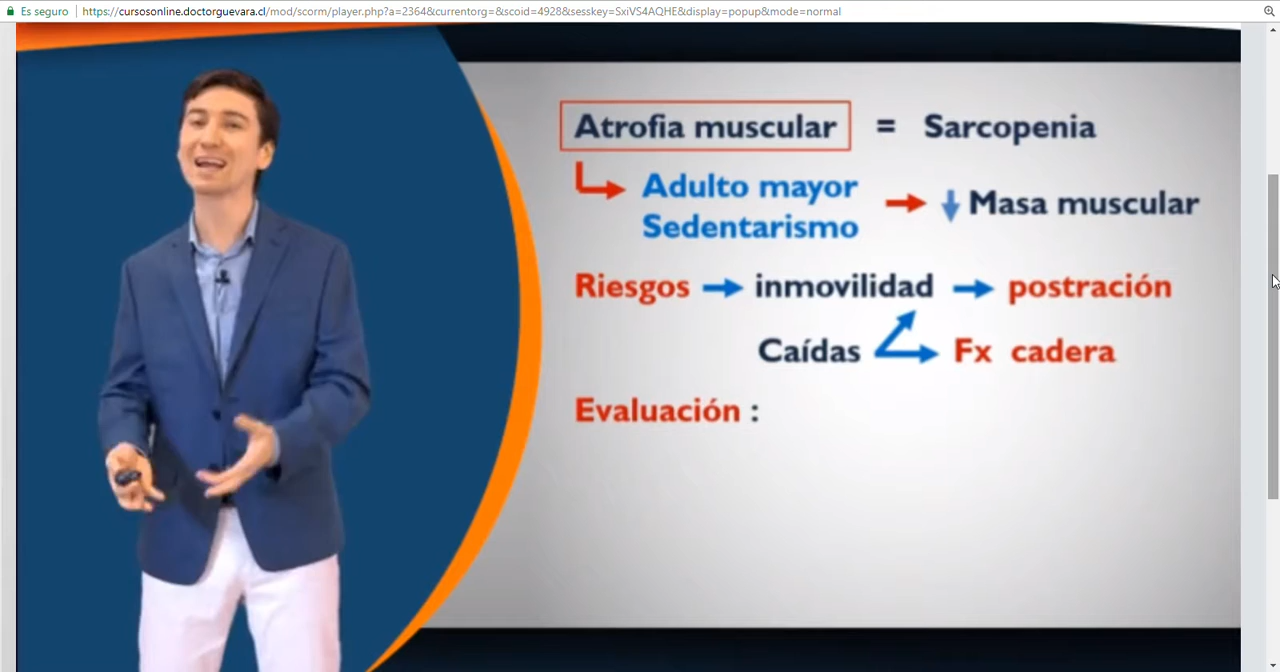 Es seguro | https://cursosonline.doctorguevara.cl/mod/scorm/player.php?a=2364&currentorg=&scoid=4928&sesskey=SxiVS4AQHE&display=popup&mode=normal
Atrofia muscular = Sarcopenia
Adulto mayor
Sedentarismo
Masa muscular
Riesgos inmovilidad postración
Caídas Fx cadera
Evaluación :